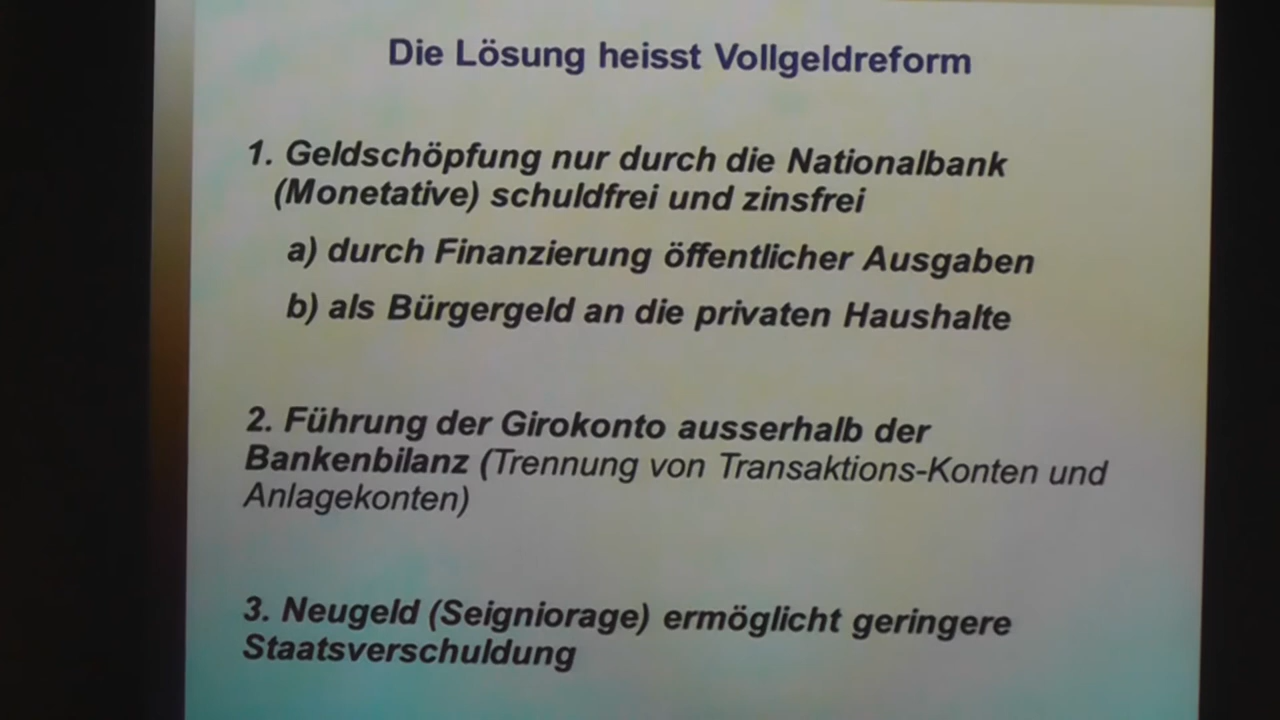 Die Lösung heisst Vollgeldreform
1. Geldschöpfung nur durch die Nationalbank
(Monetative) schuldfrei und zinsfrei
a) durch Finanzierung öffentlicher Ausgaben
b) als Bürgergeld an die privaten Haushalte
2. Führung der Girokonto ausserhalb der
Bankenbilanz (Trennung von Transaktions-Konten und
Anlagekonten)
3. Neugeld (Seigniorage) ermöglicht geringere
Staatsverschuldung